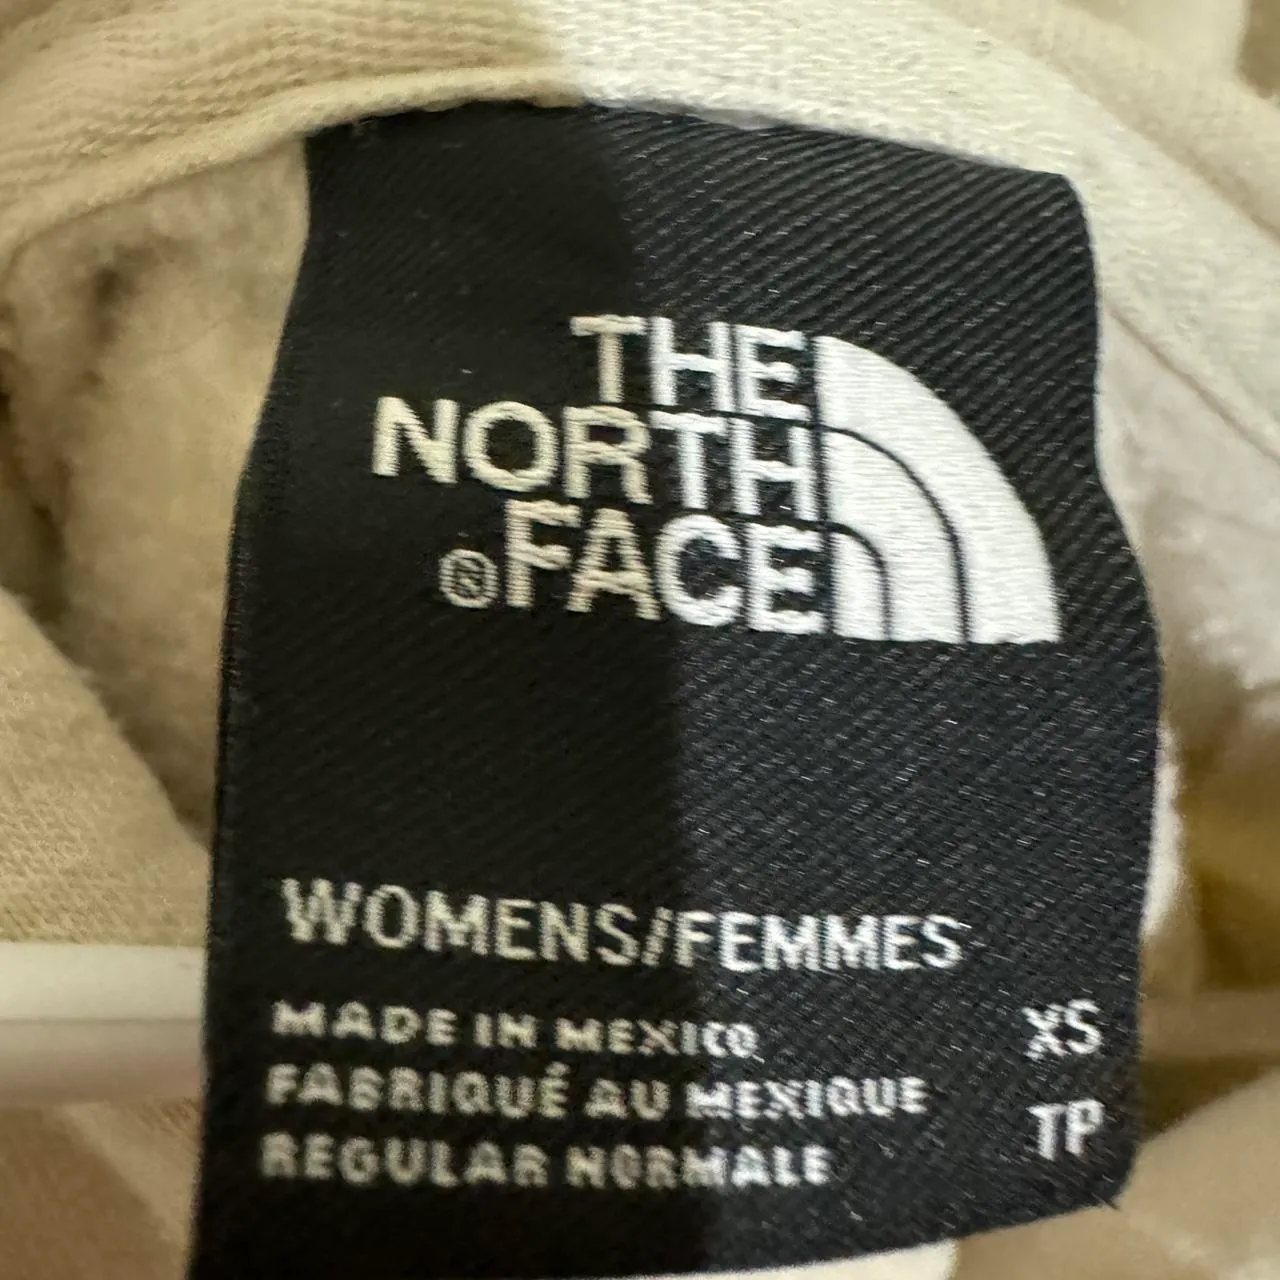 THE
NORTH
®FACE
WOMENS/FEMMES
MADE IN MEXICO XS
FABRIQUÉ AU MEXIQUE TP
REGULAR NORMALE